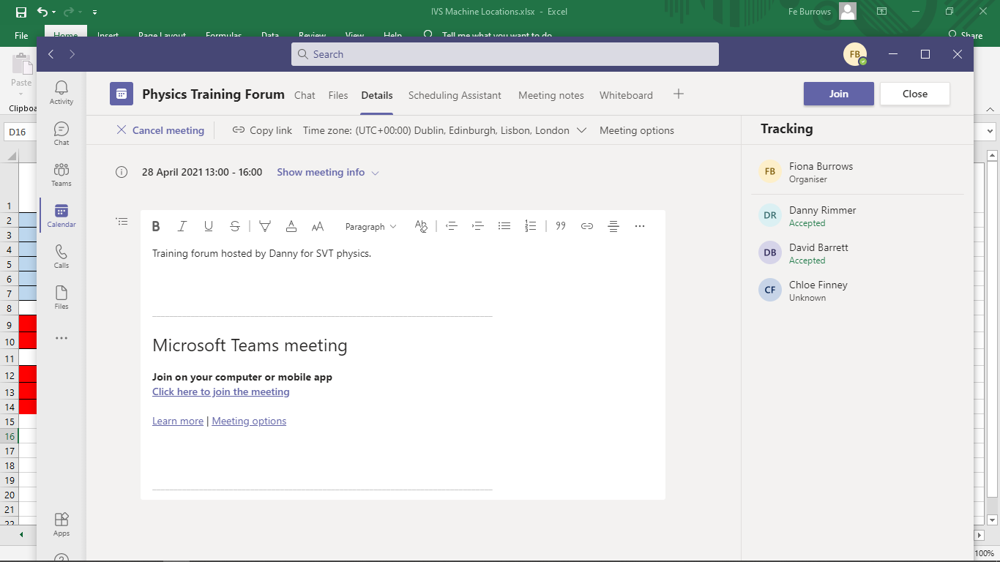 IVS Machine Locations.xlsx - Excel
Fe Burrows
File Home Insert Page Layout Formulas Data Review View Help Tell me what you want to do Share
Paste
Clipboa
D16
Search
FB
Activity
Chat
Teams
Calendar
Calls
Files
Apps
Physics Training Forum Chat Files Details Scheduling Assistant Meeting notes Whiteboard
Join Close
Cancel meeting Copy link Time zone: (UTC+00:00) Dublin, Edinburgh, Lisbon, London Meeting options
28 April 2021 13:00 - 16:00 Show meeting info
B I U S A AA Paragraph
Training forum hosted by Danny for SVT physics.
Microsoft Teams meeting
Join on your computer or mobile app
Click here to join the meeting
Learn more | Meeting options
Tracking
FB Fiona Burrows
Organiser
DR Danny Rimmer
Accepted
DB David Barrett
Accepted
CF Chloe Finney
Unknown
1
2
3
4
5
6
7
8
9
10
11
12
13
14
15
16
17
18
19
20
21
22
100%